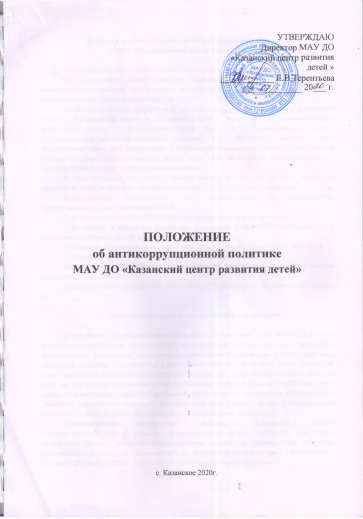 УТВЕРЖДАЮ
Директор МАУ ДО
«Казанский центр развития
детей »
Е.В.Терентьева
20 20 г.
ПОЛОЖЕНИЕ
об антикоррупционной политике
МАУ ДО «Казанский центр развития детей»
с. Казанское 2020г.